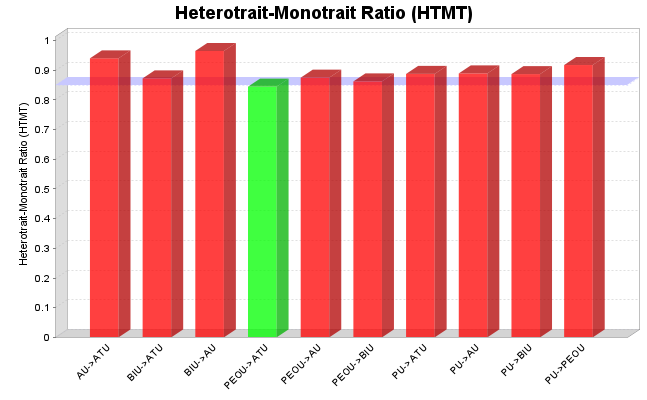 Heterotrait-Monotrait Ratio (HTMT)
Heterotrait-Monotrait Ratio (HTMT)
1
0.9
0.8
0.7
0.6
0.5
0.4
0.3
0.2
0.1
0
AU->ATU
BIU->ATU
BIU->AU
PEOU->ATU
PEOU->AU
PEOU->BIU
PU->ATU
PU->AU
PU->BIU
PU->PEOU